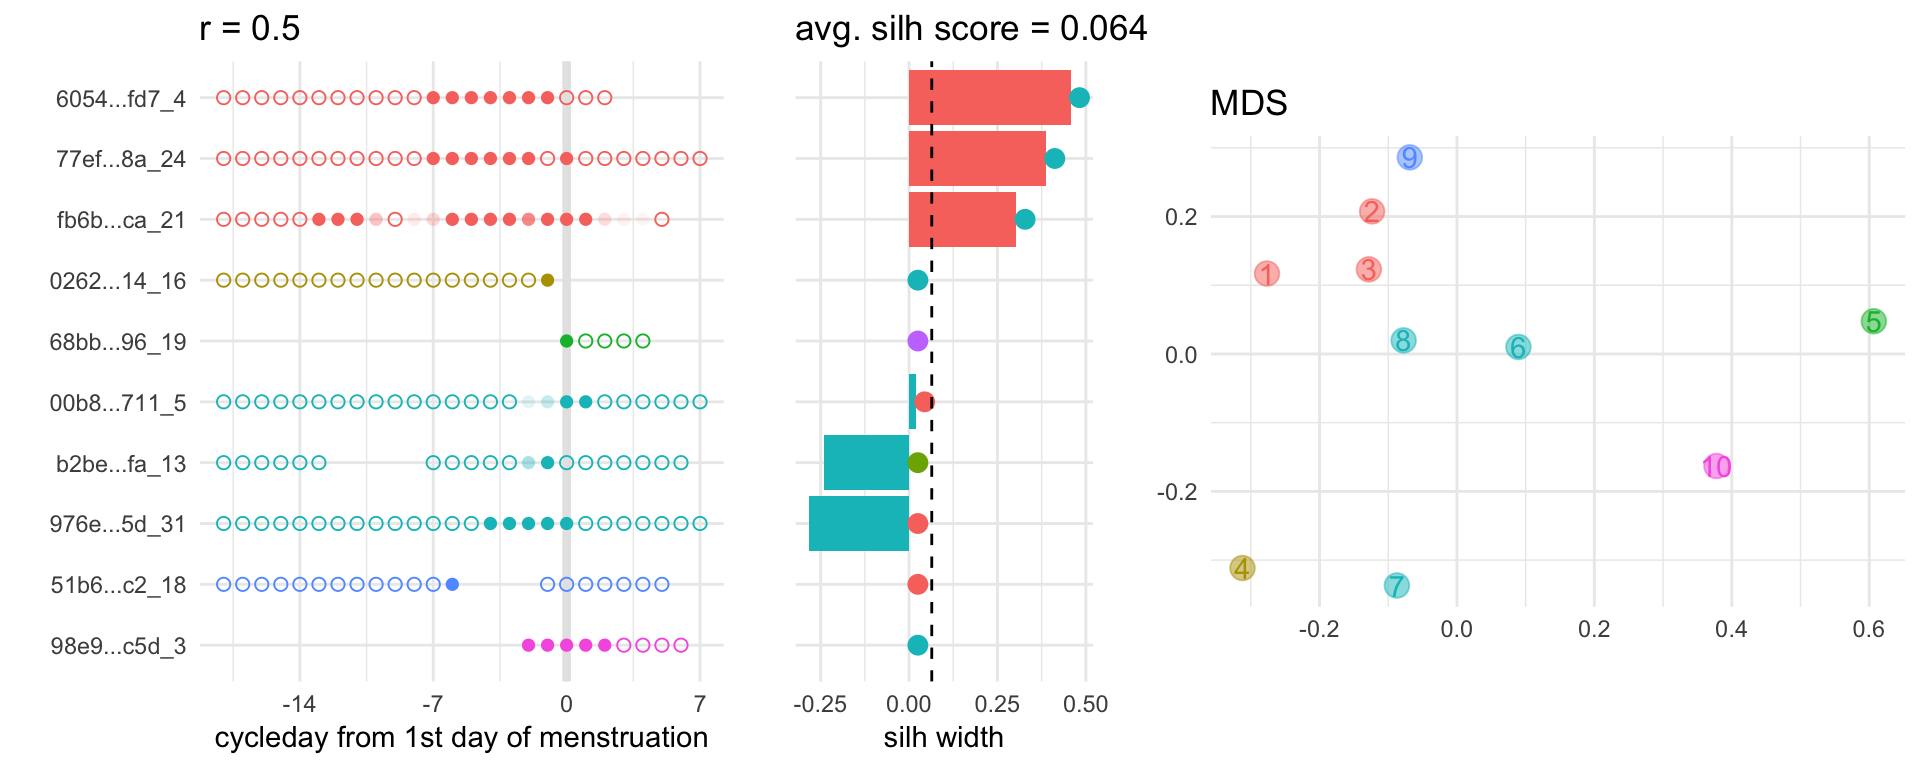 r = 0.5
6054...fd7_4
77ef...8a_24
fb6b...ca_21
0262...14_16
68bb...96_19
00b8...711_5
b2be...fa_13
976e...5d_31
51b6...c2_18
98e9...c5d_3
-14 -7 0 7
cycleday from 1st day of menstruation
avg. silh score = 0.064
-0.25 0.00 0.25 0.50
silh width
MDS
0.2
0.0
-0.2
9
2
1
3
8
6
5
10
4
7
-0.2 0.0 0.2 0.4 0.6